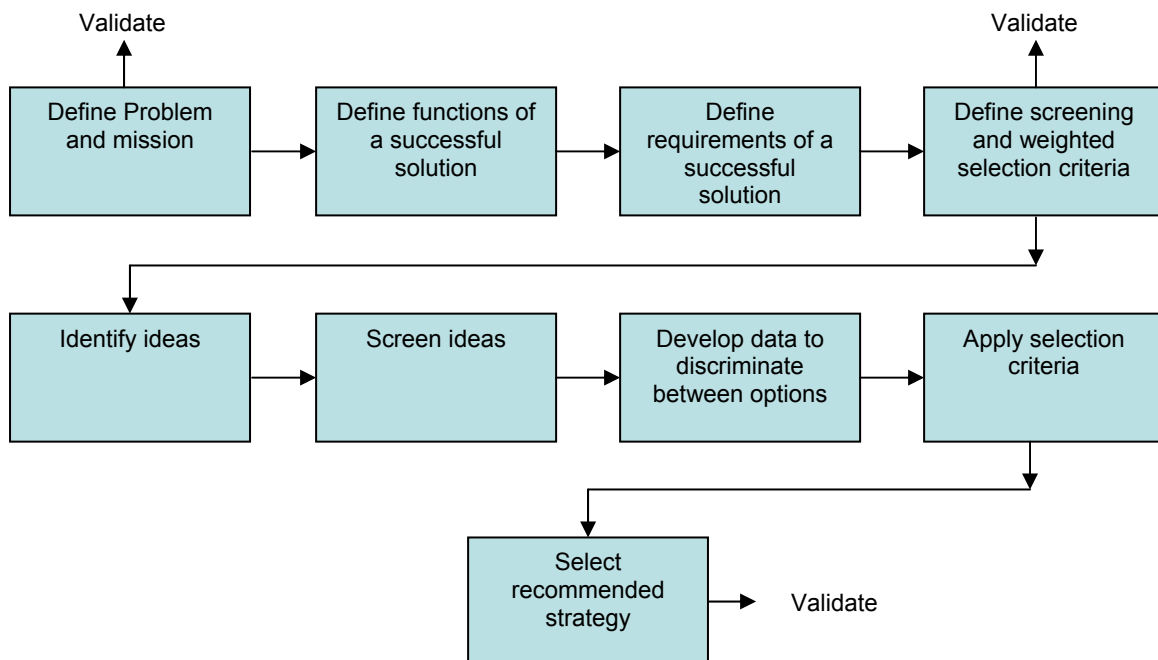 Validate
Validate
Define Problem
and mission
Define functions of
a successful
solution
Define
requirements of a
successful
solution
Define screening
and weighted
selection criteria
Identify ideas
Screen ideas
Develop data to
discriminate
between options
Apply selection
criteria
Select
recommended
strategy
Validate